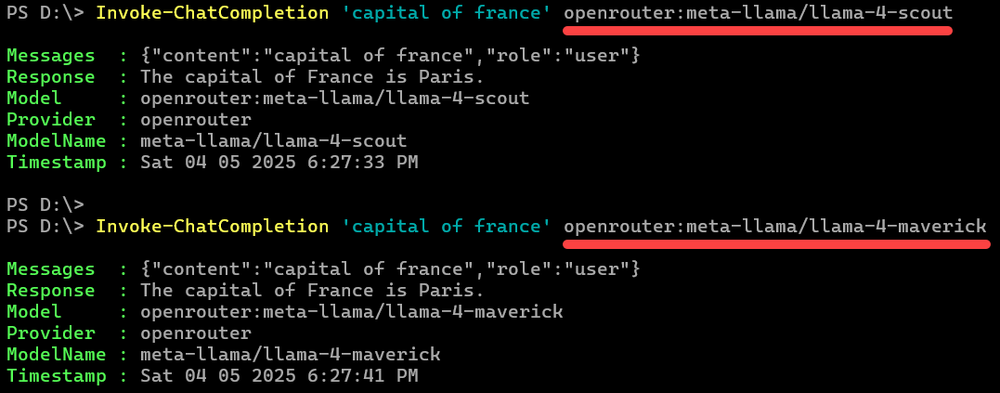 PS D:\> Invoke-ChatCompletion 'capital of france' openrouter:meta-llama/llama-4-scout
Messages  : {"content":"capital of france","role":"user"}
Response  : The capital of France is Paris.
Model     : openrouter:meta-llama/llama-4-scout
Provider  : openrouter
ModelName : meta-llama/llama-4-scout
Timestamp : Sat 04 05 2025 6:27:33 PM
PS D:\>
PS D:\> Invoke-ChatCompletion 'capital of france' openrouter:meta-llama/llama-4-maverick
Messages  : {"content":"capital of france","role":"user"}
Response  : The capital of France is Paris.
Model     : openrouter:meta-llama/llama-4-maverick
Provider  : openrouter
ModelName : meta-llama/llama-4-maverick
Timestamp : Sat 04 05 2025 6:27:41 PM